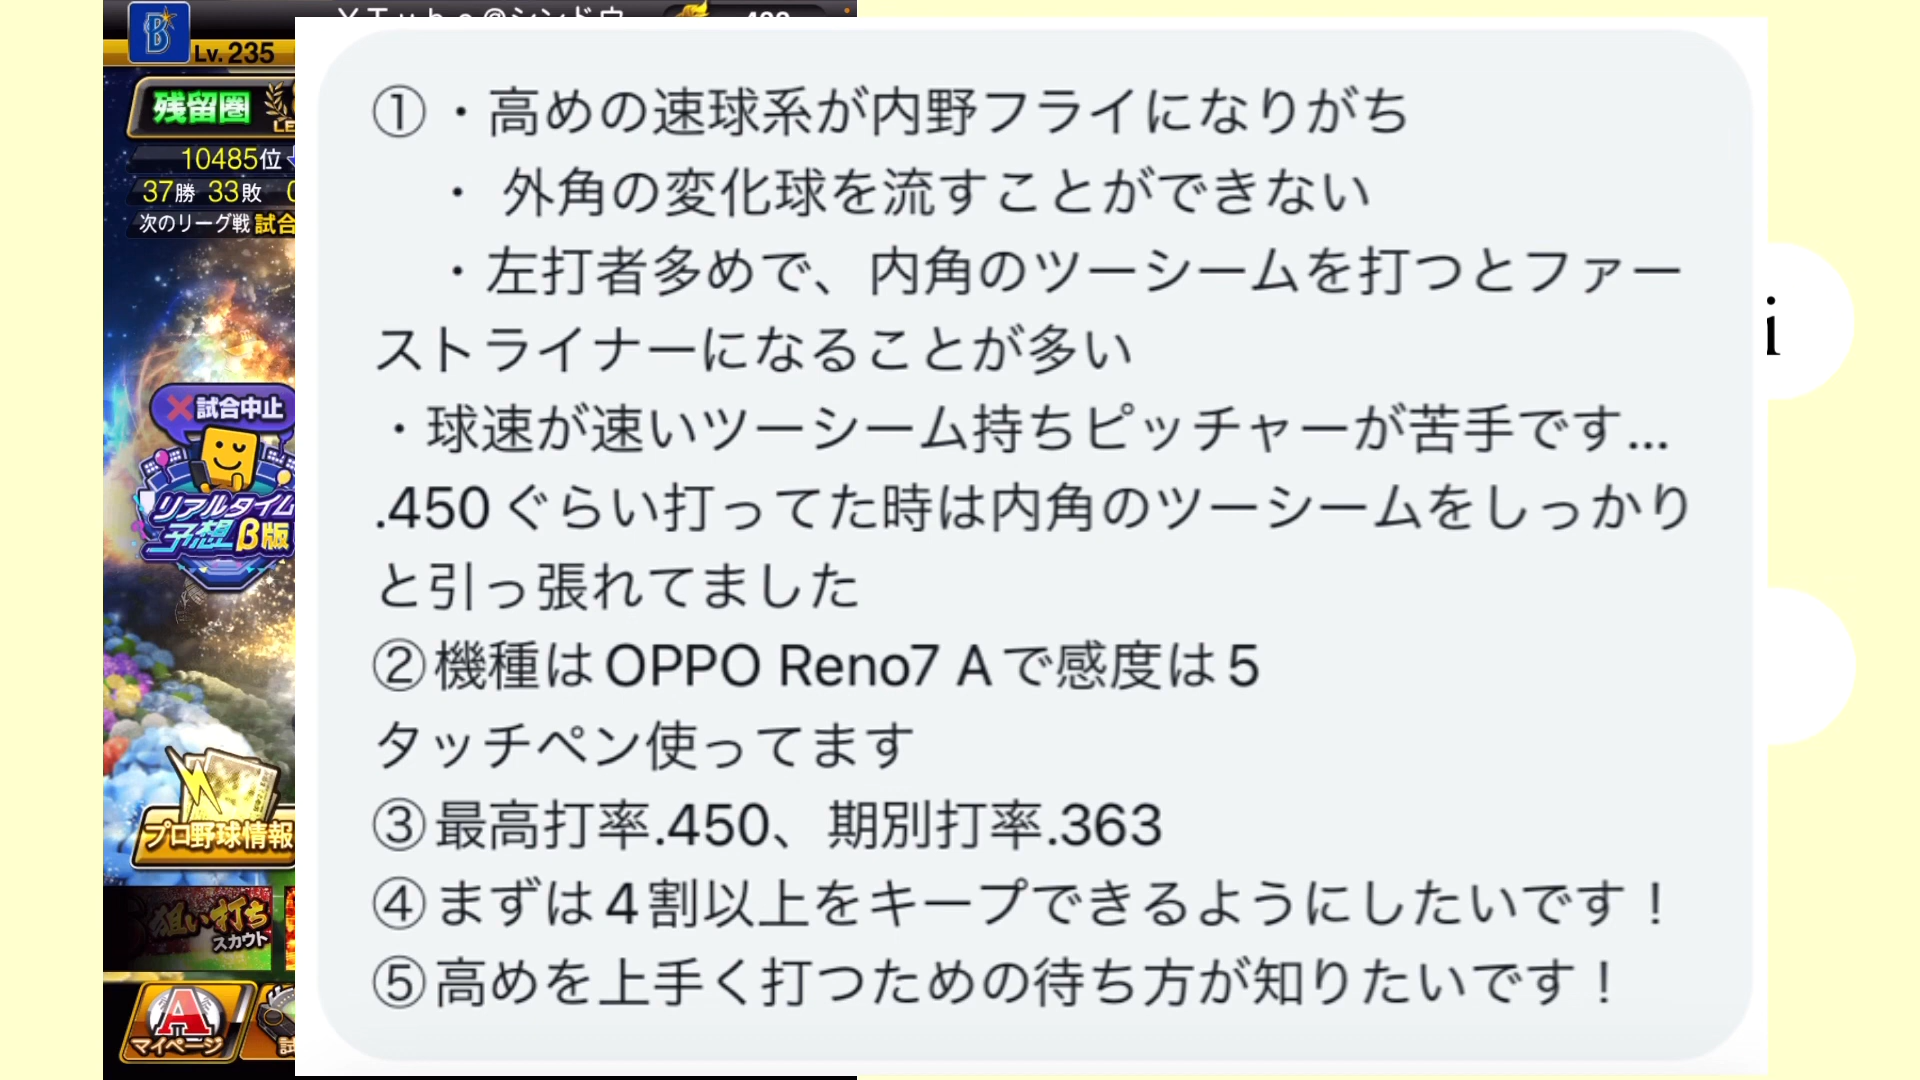 Lv.235
残留圏
10485位
37勝 33敗
次のリーグ戦 試合
試合中止
リアルタイム
予想β版
プロ野球情報
狙い打ち
スカウト
マイページ
①・高めの速球系が内野フライになりがち
・ 外角の変化球を流すことができない
・左打者多めで、内角のツーシームを打つとファー
ストライナーになることが多い
・球速が速いツーシーム持ちピッチャーが苦手です...
.450ぐらい打ってた時は内角のツーシームをしっかり
と引っ張れてました
②機種はOPPO Reno7 Aで感度は5
タッチペン使ってます
③最高打率.450、期別打率.363
④まずは4割以上をキープできるようにしたいです！
⑤高めを上手く打つための待ち方が知りたいです！
i